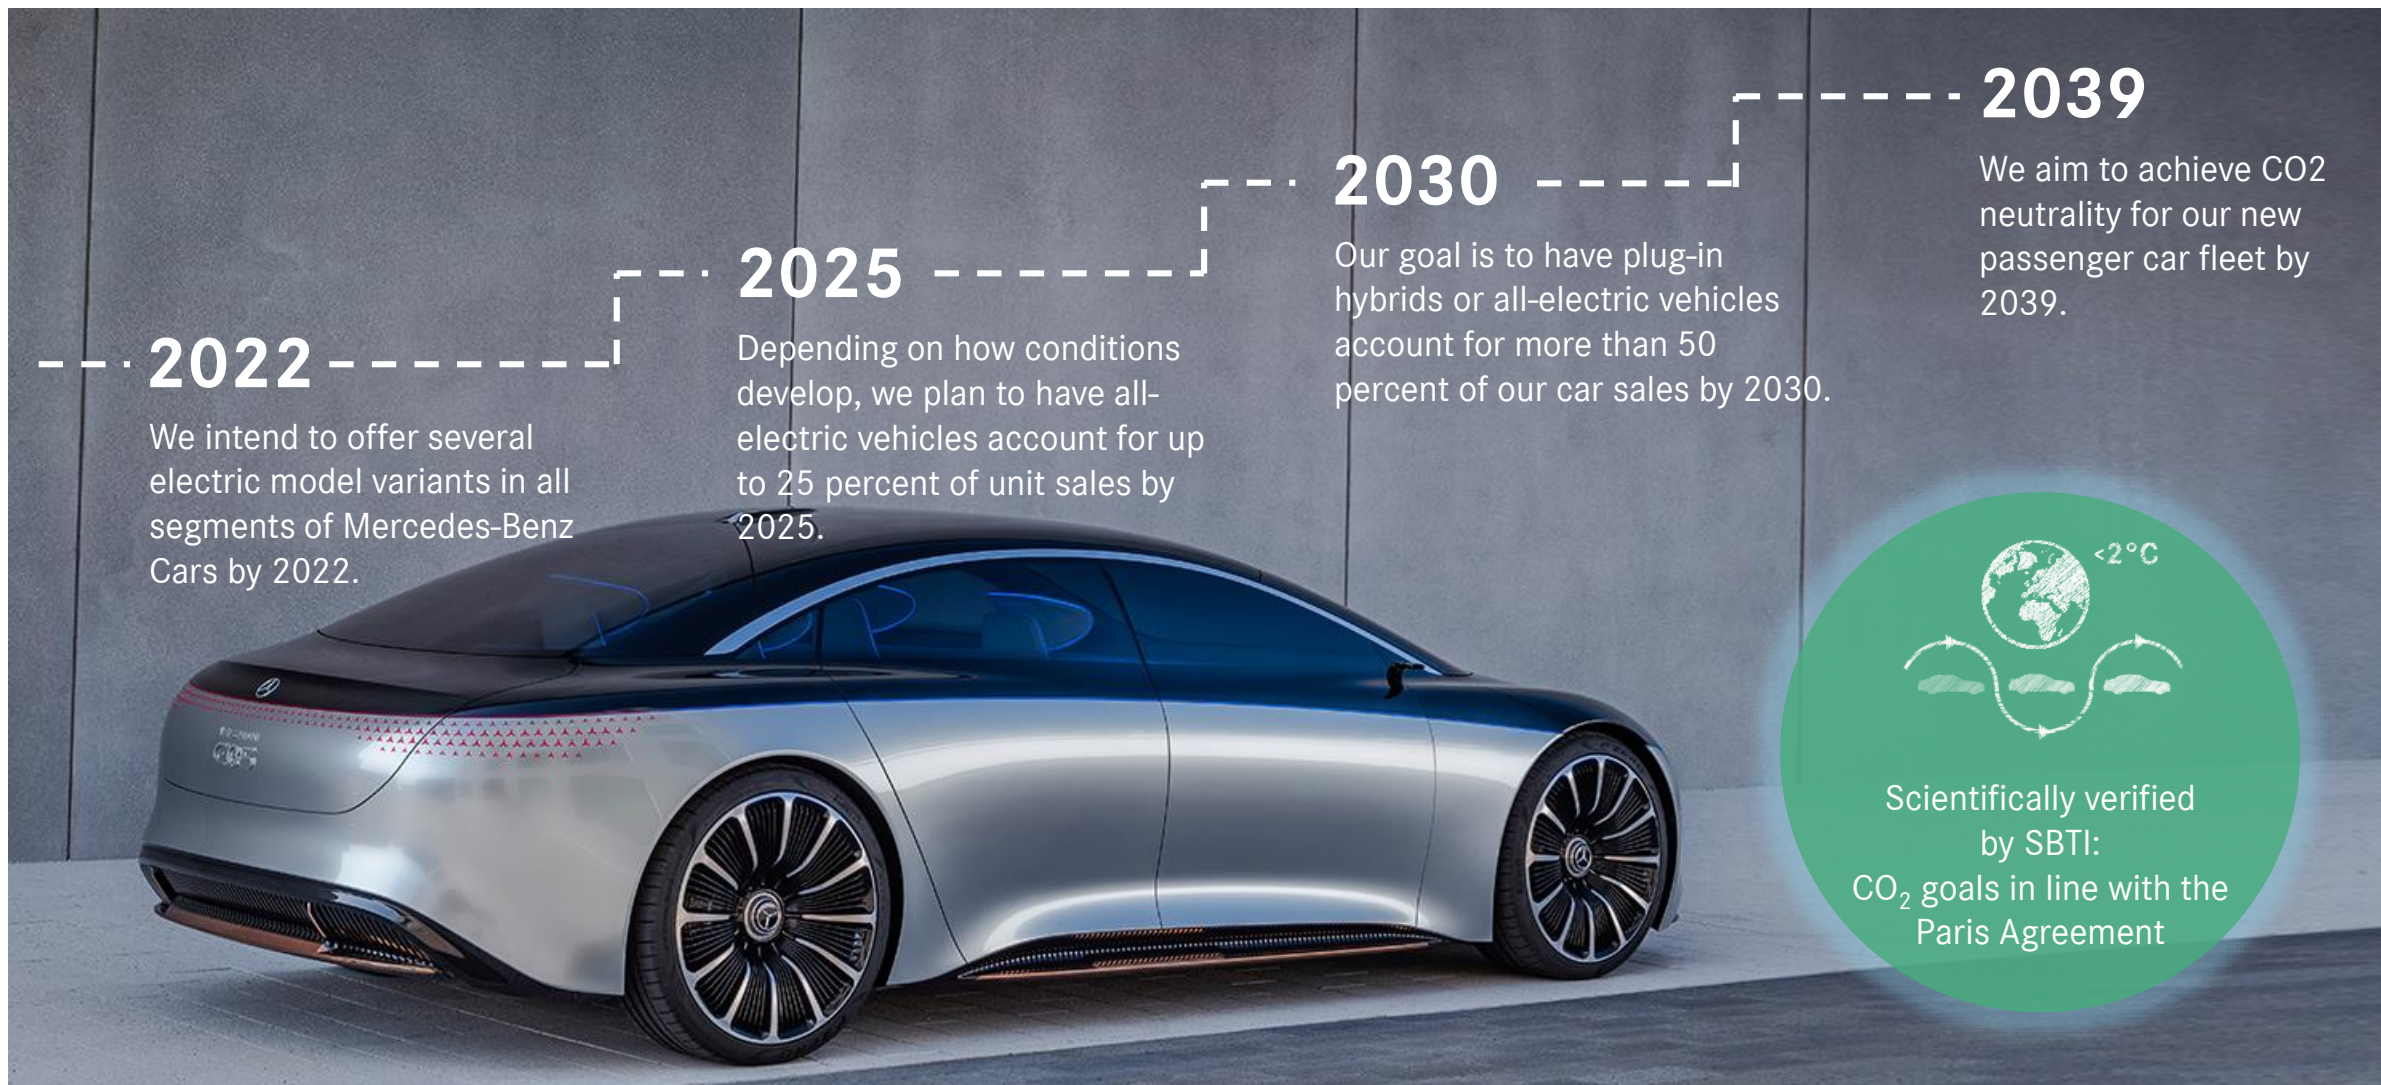 2022
We intend to offer several
electric model variants in all
segments of Mercedes-Benz
Cars by 2022.
2025
Depending on how conditions
develop, we plan to have all-
electric vehicles account for up
to 25 percent of unit sales by
2025.
2030
Our goal is to have plug-in
hybrids or all-electric vehicles
account for more than 50
percent of our car sales by 2030.
2039
We aim to achieve CO2
neutrality for our new
passenger car fleet by
2039.
<2°C
Scientifically verified
by SBTI:
CO₂ goals in line with the
Paris Agreement